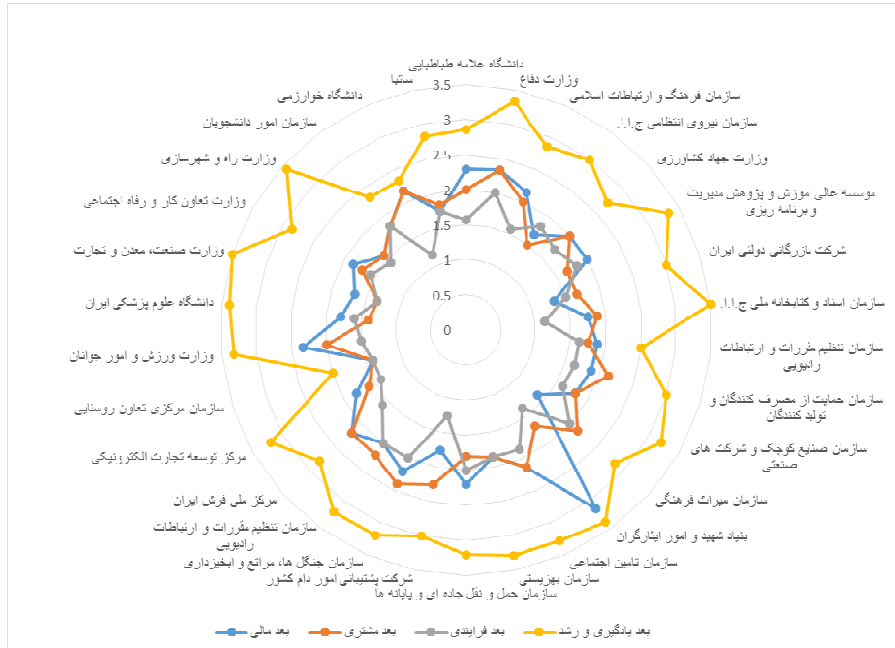 دانشگاه علامه طباطبایی
وزارت دفاع
سازمان فرهنگ و ارتباطات اسلامی
سازمان نیروی انتظامی ج.ا.ا.
وزارت جهاد کشاورزی
موسسه عالی موزش و پژوهش مدیریت
و برنامه ریزی
شرکت بازرگانی دولتی ایران
سازمان اسناد و کتابخانه ملی ج.ا.ا.
سازمان تنظیم مقررات و ارتباطات
رادیویی
سازمان حمایت از مصرف کنندگان و
تولید کنندگان
سازمان صنایع کوچک و شرکت های
صنعتی
سازمان میراث فرهنگی
بنیاد شهید و امور ایثارگران
سازمان تامین اجتماعی
سازمان بهزیستی
سازمان حمل و نقل جاده ای و پایانه ها
شرکت پشتیبانی امور دام کشور
سازمان جنگل ها، مراتع و ابخیزداری
سازمان تنظیم مقررات و ارتباطات
رادیویی
مرکز ملی فرش ایران
مرکز توسعه تجارت الکترونیکی
سازمان مرکزی تعاون روستایی
وزارت ورزش و امور جوانان
دانشگاه علوم پزشکی ایران
وزارت صنعت، معدن و تجارت
وزارت تعاون کار و رفاه اجتماعی
وزارت راه و شهرسازی
سازمان امور دانشجویان
دانشگاه خوارزمی
ساتبا
3.5
3
2.5
2
1.5
1
0.5
0
بعد مالی
بعد مشتری
بعد فرایندی
بعد یادگیری و رشد